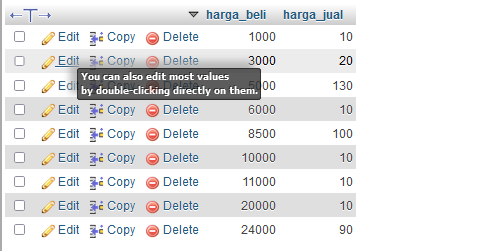 harga_beli harga_jual
Edit Copy Delete 1000 10
Edit Copy Delete 3000 20
You can also edit most values
by double-clicking directly on them.
Edit Copy Delete 5000 130
Edit Copy Delete 6000 10
Edit Copy Delete 8500 100
Edit Copy Delete 10000 10
Edit Copy Delete 11000 10
Edit Copy Delete 20000 10
Edit Copy Delete 24000 90